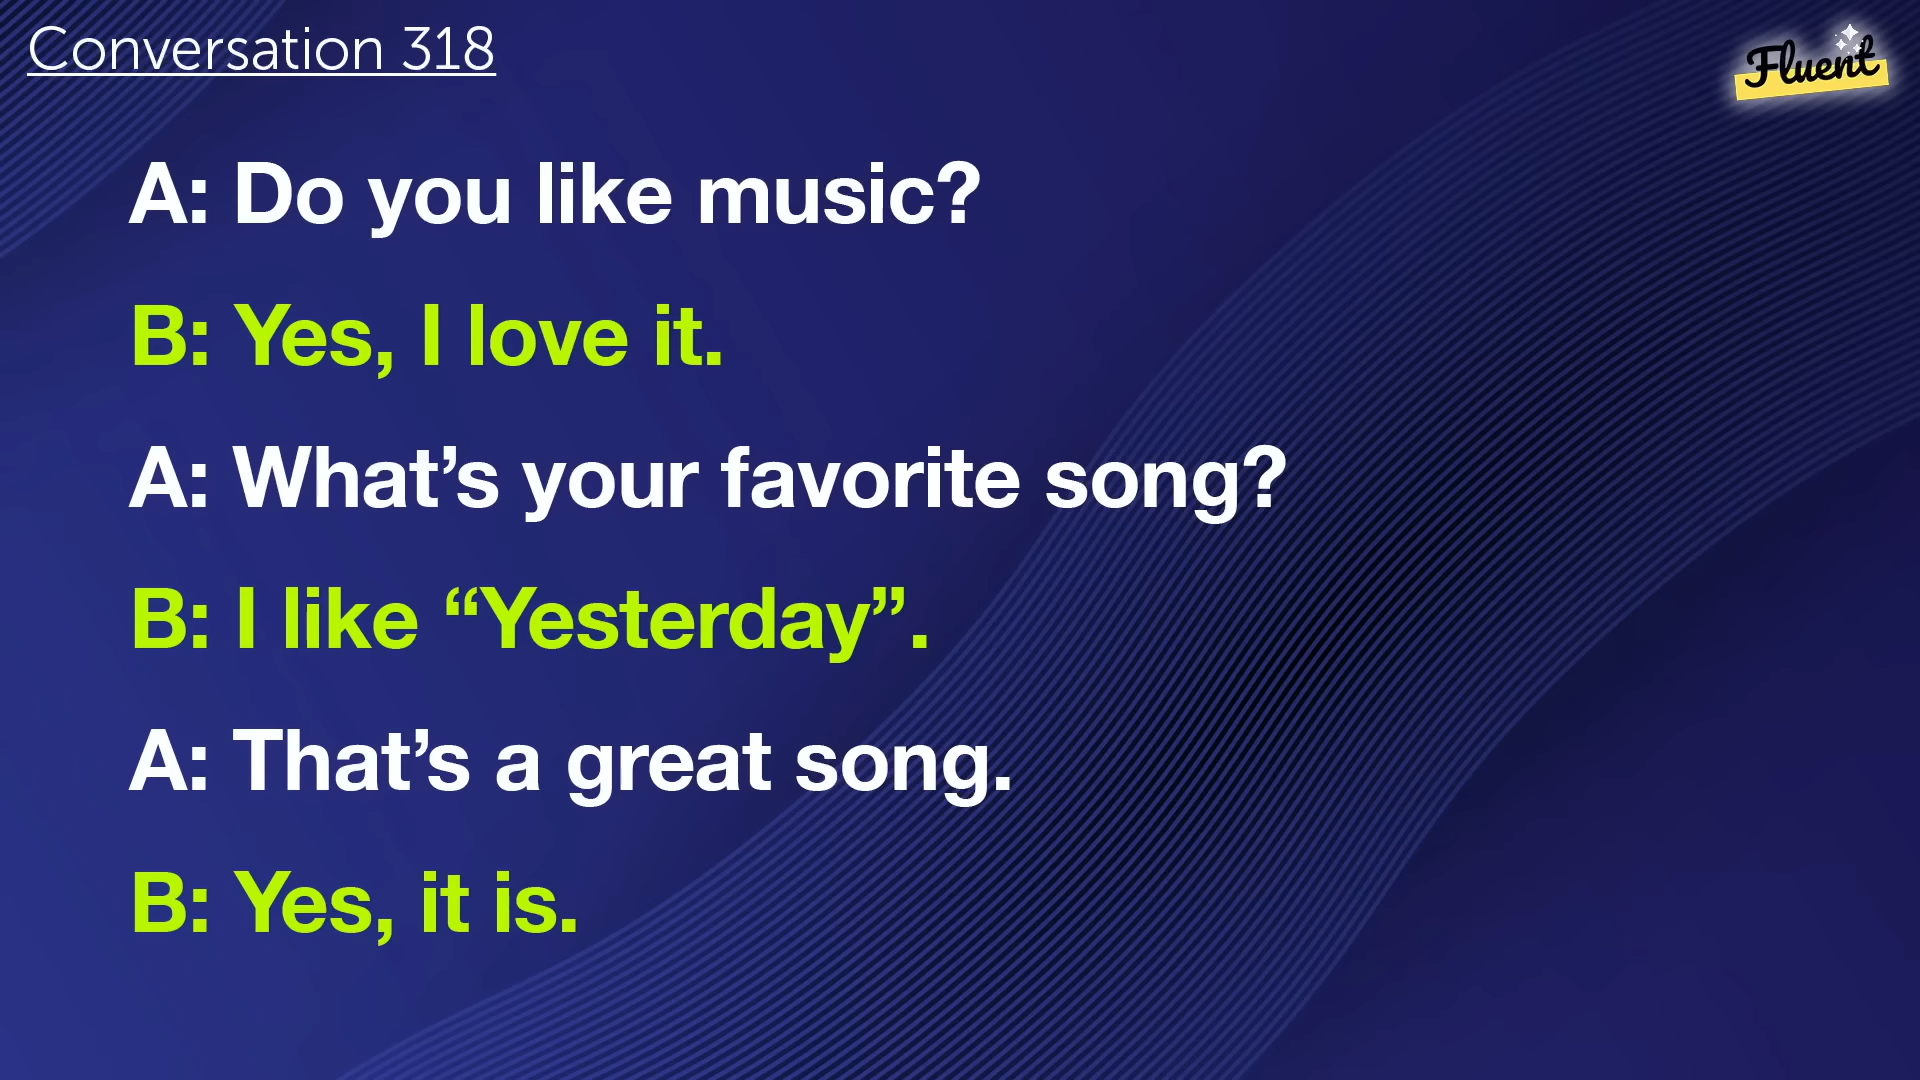 Conversation 318
Fluent
A: Do you like music?
B: Yes, I love it.
A: What’s your favorite song?
B: I like “Yesterday”.
A: That’s a great song.
B: Yes, it is.